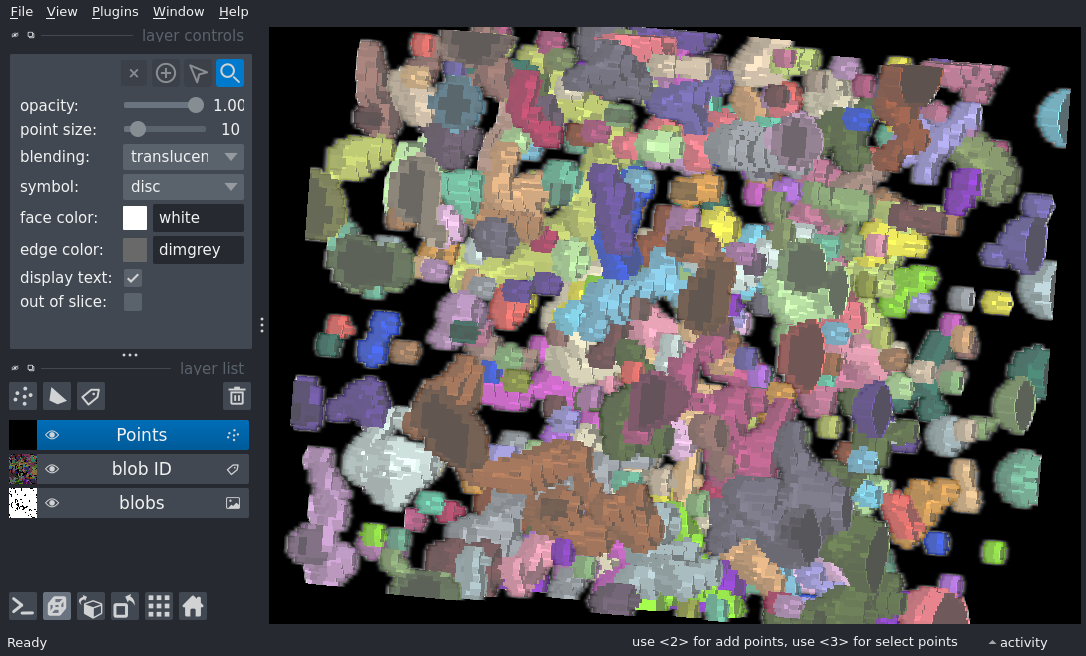 File View Plugins Window Help
layer controls
opacity: 1.00
point size: 10
blending: translucen
symbol: disc
face color: white
edge color: dimgrey
display text:
out of slice:
layer list
Points
blob ID
blobs
Ready
use <2> for add points, use <3> for select points
activity